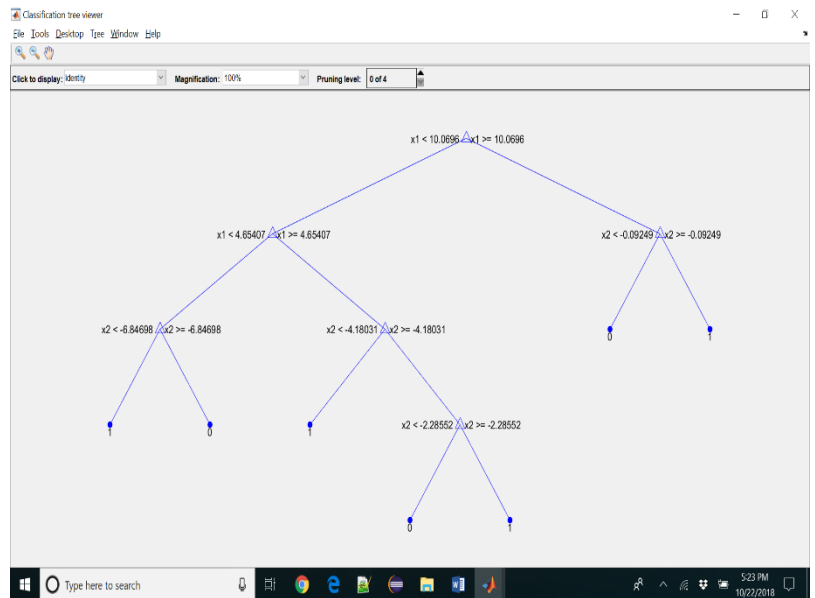 Classification tree viewer
File Tools Desktop Tree Window Help
Click to display: Identity Magnification: 100% Pruning level: 0 of 4
x1 < 10.0696 x1 >= 10.0696
x1 < 4.65407 x1 >= 4.65407 x2 < -0.09249 x2 >= -0.09249
x2 < -6.84698 x2 >= -6.84698 x2 < -4.18031 x2 >= -4.18031 0 1
1 0 1 x2 < -2.28552 x2 >= -2.28552
0 1
Type here to search
5:23 PM
10/22/2018